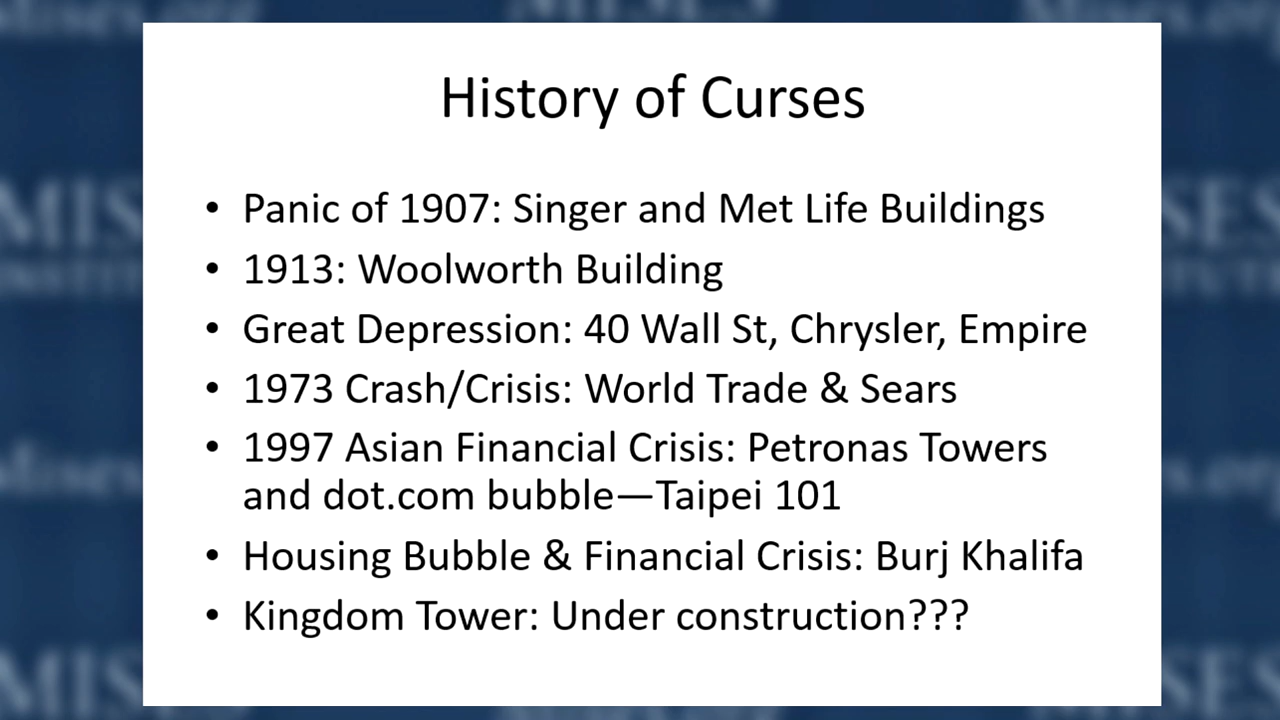 History of Curses
• Panic of 1907: Singer and Met Life Buildings
• 1913: Woolworth Building
• Great Depression: 40 Wall St, Chrysler, Empire
• 1973 Crash/Crisis: World Trade & Sears
• 1997 Asian Financial Crisis: Petronas Towers
and dot.com bubble—Taipei 101
• Housing Bubble & Financial Crisis: Burj Khalifa
• Kingdom Tower: Under construction???